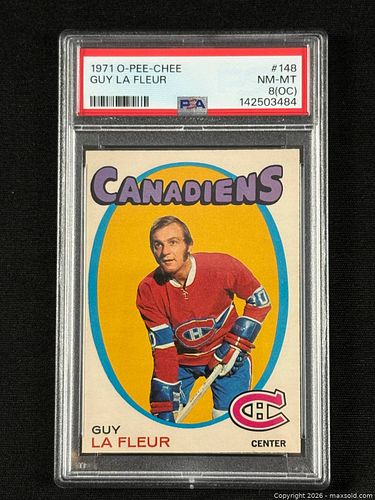 1971 O-PEE-CHEE #148
GUY LA FLEUR NM-MT
8(OC)
PSA 142503484
CANADIENS
GUY
LA FLEUR
CENTER
Copyright 2026 - maxsold.com